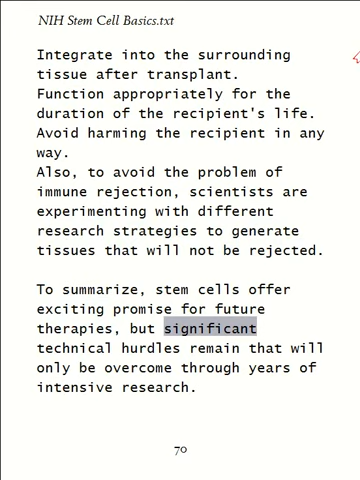 NIH Stem Cell Basics.txt
Integrate into the surrounding
tissue after transplant.
Function appropriately for the
duration of the recipient's life.
Avoid harming the recipient in any
way.
Also, to avoid the problem of
immune rejection, scientists are
experimenting with different
research strategies to generate
tissues that will not be rejected.
To summarize, stem cells offer
exciting promise for future
therapies, but significant
technical hurdles remain that will
only be overcome through years of
intensive research.
70